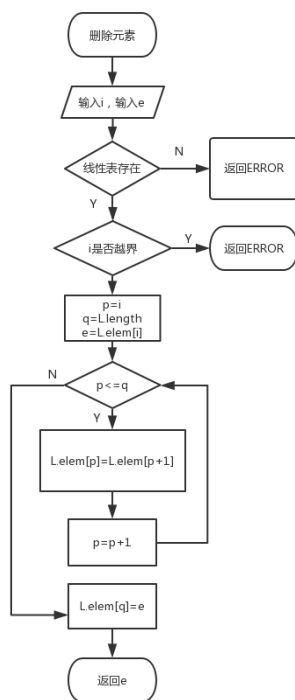 删除元素
输入i，输入e
线性表存在
N
返回ERROR
Y
i是否越界
Y
返回ERROR
p=i
q=L.length
e=L.elem[i]
N
p<=q
Y
L.elem[p]=L.elem[p+1]
p=p+1
L.elem[q]=e
返回e